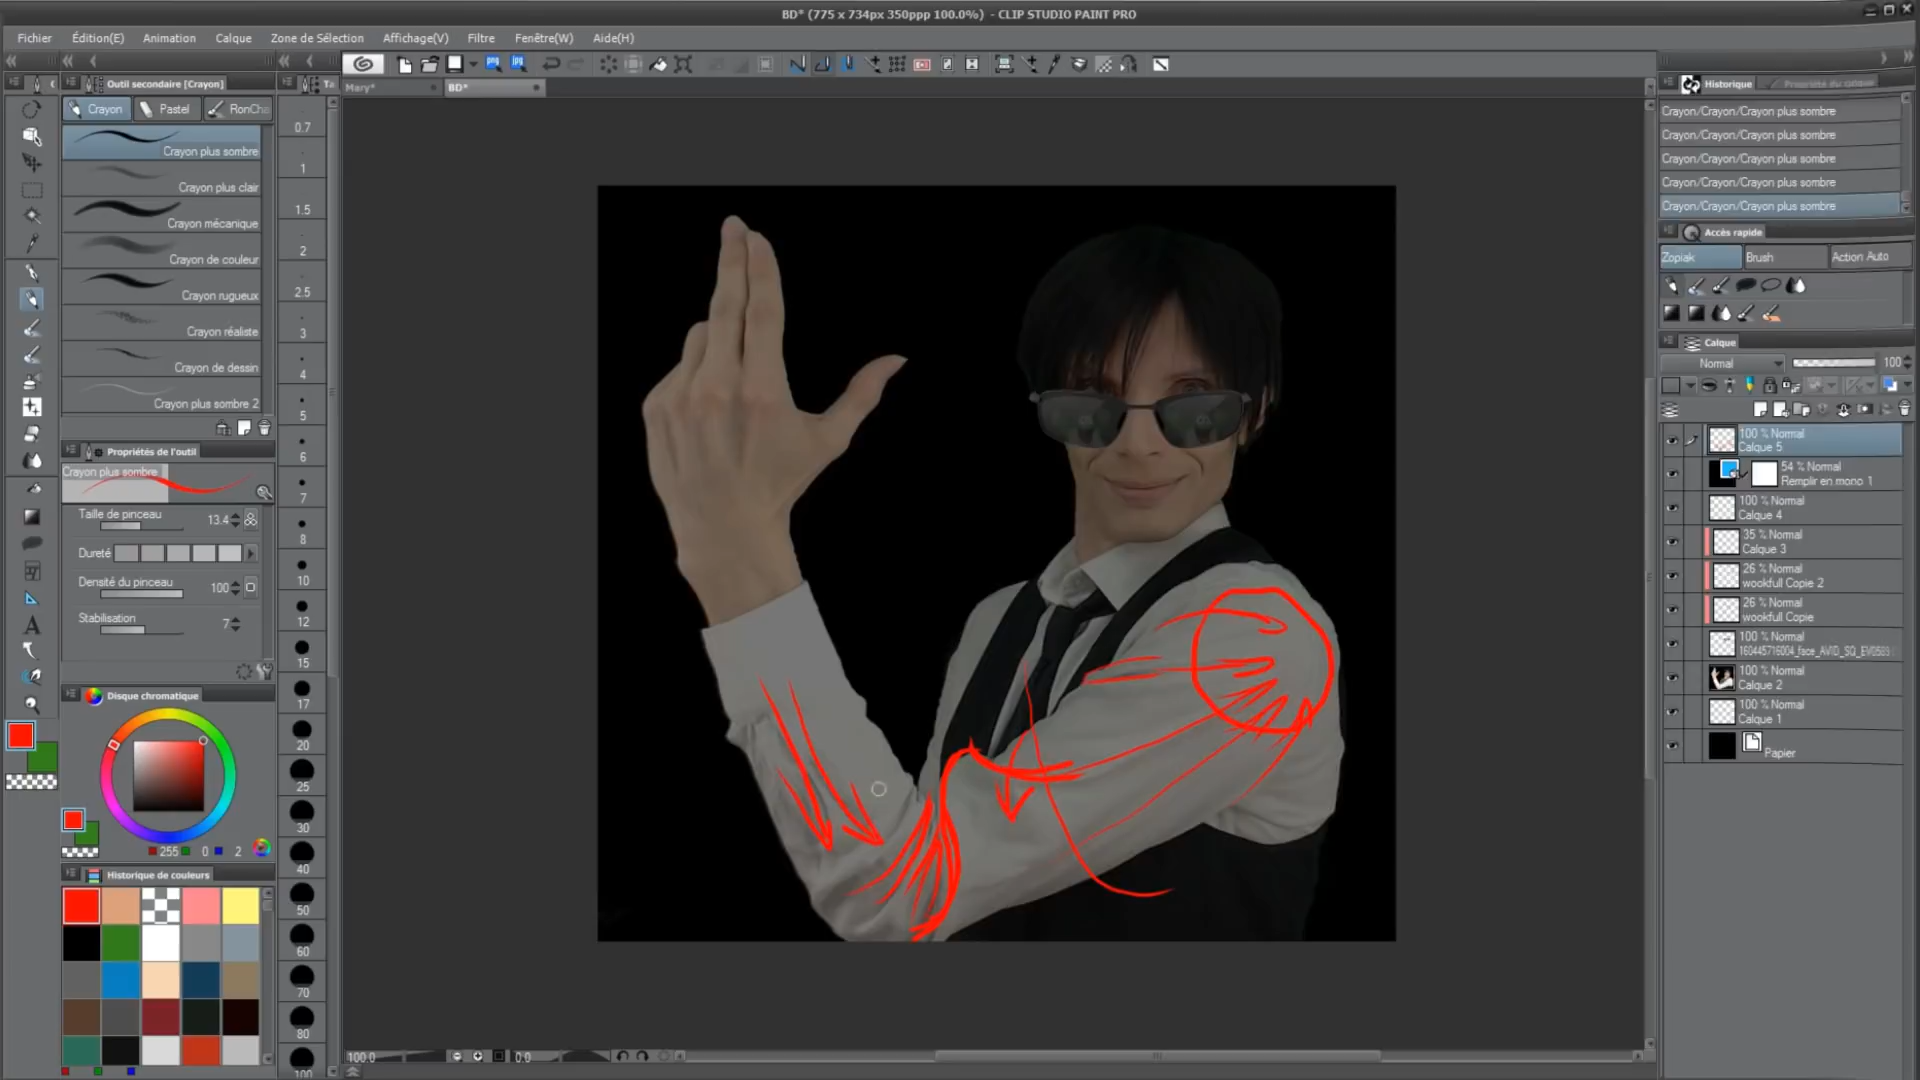 BD* (775 x 734px 350ppp 100.0%) - CLIP STUDIO PAINT PRO
Fichier
Édition(E)
Animation
Calque
Zone de Sélection
Affichage(V)
Filtre
Fenêtre(W)
Aide(H)
Outil secondaire [Crayon]
Ta
Mary*
BD*
Crayon
Pastel
RonCha
Crayon plus sombre
Crayon plus clair
Crayon mécanique
Crayon de couleur
Crayon rugueux
Crayon réaliste
Crayon de dessin
Crayon plus sombre 2
Propriétés de l'outil
Crayon plus sombre
Taille de pinceau 13.4
Dureté
Densité du pinceau 100
Stabilisation 7
Disque chromatique
255 0 2
Historique de couleurs
0.7
1
1.5
2
2.5
3
4
5
6
7
8
10
12
15
17
20
25
30
40
50
60
70
80
100
100.0
0.0
Historique
Crayon/Crayon/Crayon plus sombre
Crayon/Crayon/Crayon plus sombre
Crayon/Crayon/Crayon plus sombre
Crayon/Crayon/Crayon plus sombre
Crayon/Crayon/Crayon plus sombre
Accès rapide
Zopiak
Brush
Action Auto
Calque
Normal
100
100 % Normal
Calque 5
54 % Normal
Remplir en mono 1
100 % Normal
Calque 4
35 % Normal
Calque 3
26 % Normal
wookfull Copie 2
26 % Normal
wookfull Copie
100 % Normal
100 % Normal
Calque 2
100 % Normal
Calque 1
Papier